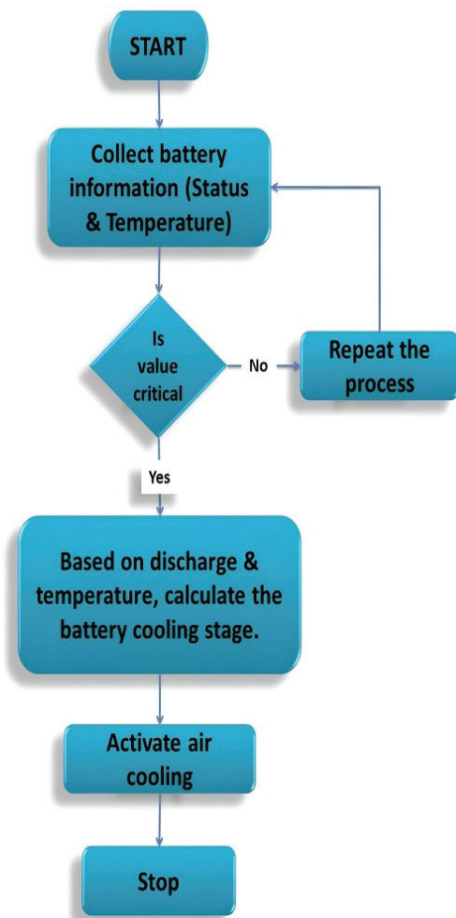 START
Collect battery
information (Status
& Temperature)
Is
value
critical
No
Repeat the
process
Yes
Based on discharge &
temperature, calculate the
battery cooling stage.
Activate air
cooling
Stop